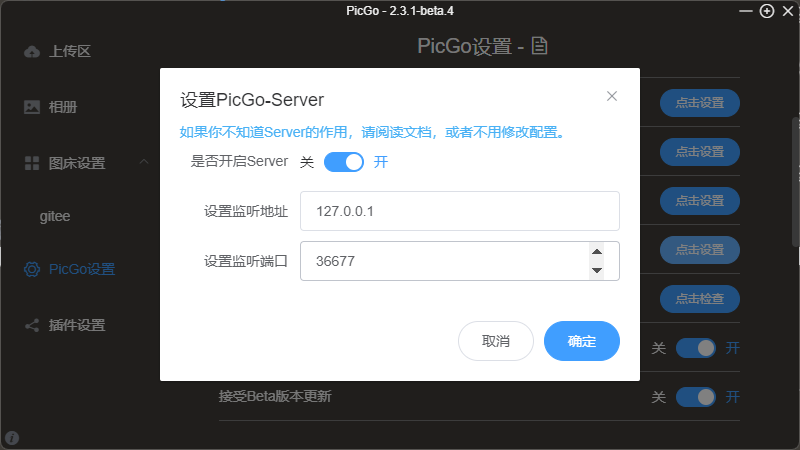 PicGo - 2.3.1-beta.4
上传区
相册
图床设置
gitee
PicGo设置
插件设置
PicGo设置 -
点击设置
点击设置
点击设置
点击设置
点击检查
关 开
接受Beta版本更新 关 开
设置PicGo-Server
如果你不知道Server的作用，请阅读文档，或者不用修改配置。
是否开启Server 关 开
设置监听地址 127.0.0.1
设置监听端口 36677
取消 确定